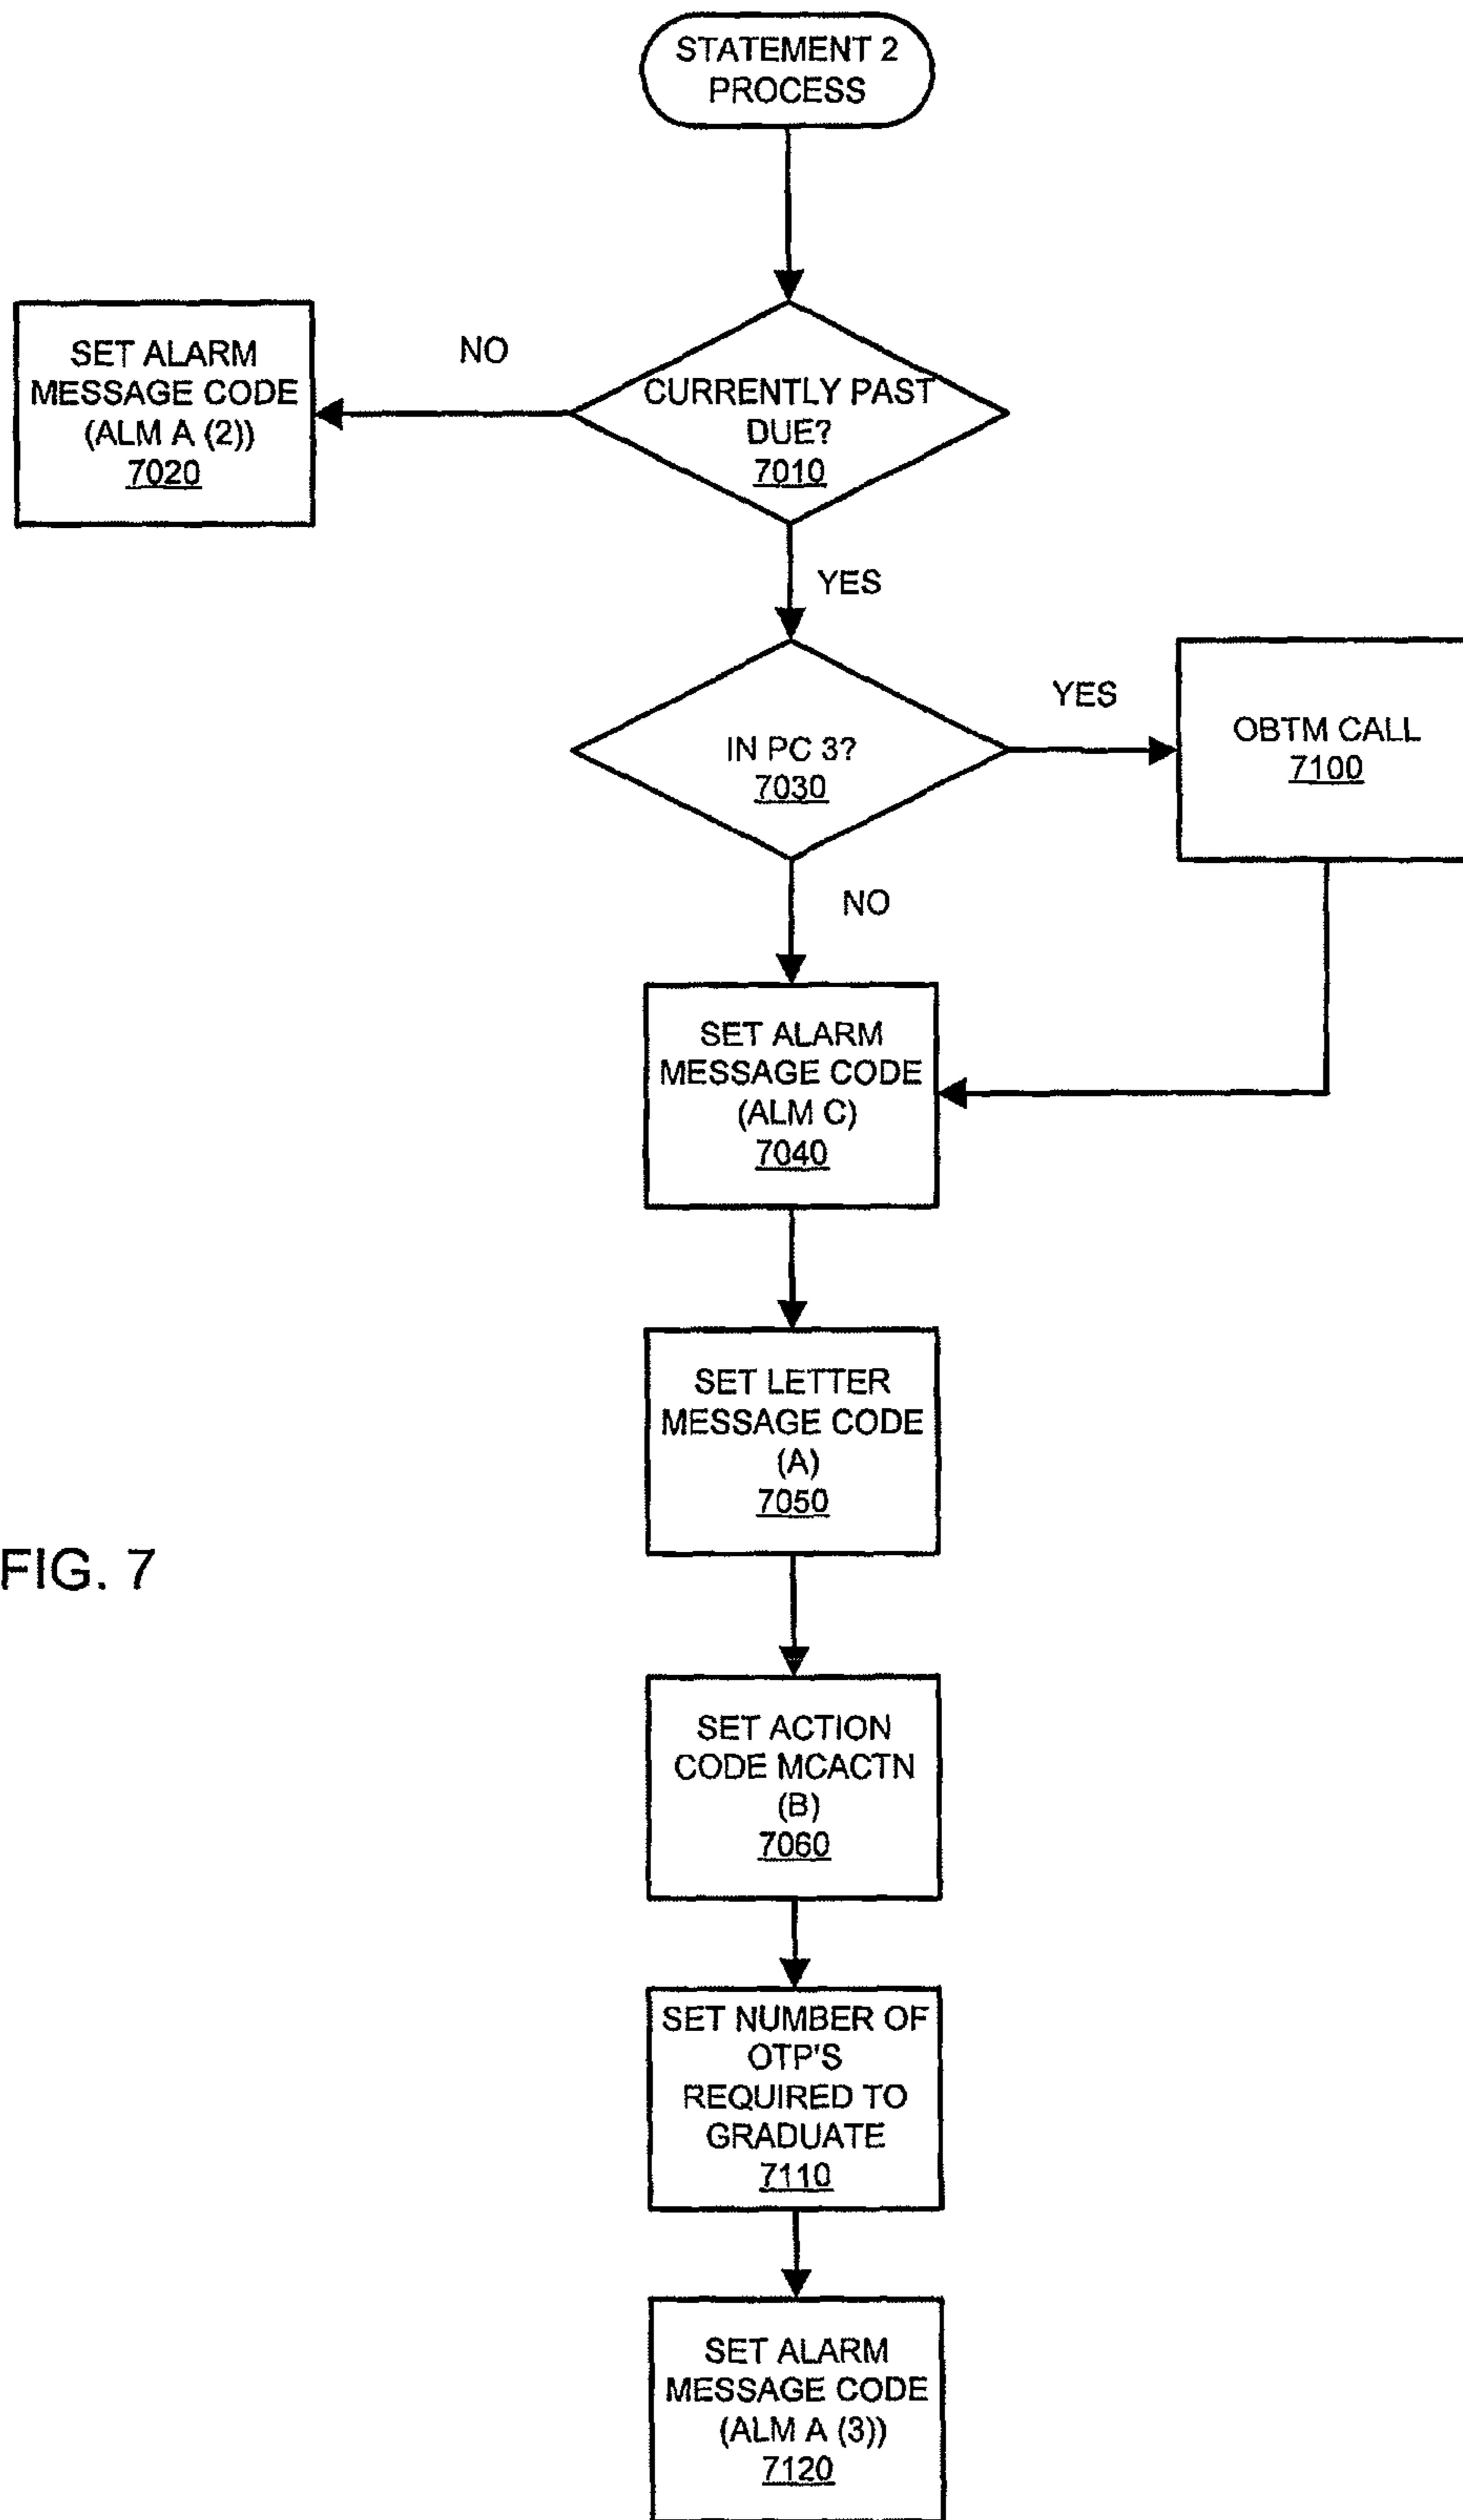 STATEMENT 2
PROCESS
NO
SET ALARM
MESSAGE CODE
(ALM A (2))
7020
CURRENTLY PAST
DUE?
7010
YES
IN PC 3?
7030
YES
OBTM CALL
7100
NO
SET ALARM
MESSAGE CODE
(ALM C)
7040
SET LETTER
MESSAGE CODE
(A)
7050
FIG. 7
SET ACTION
CODE MCACTN
(B)
7060
SET NUMBER OF
OTP'S
REQUIRED TO
GRADUATE
7110
SET ALARM
MESSAGE CODE
(ALM A (3))
7120